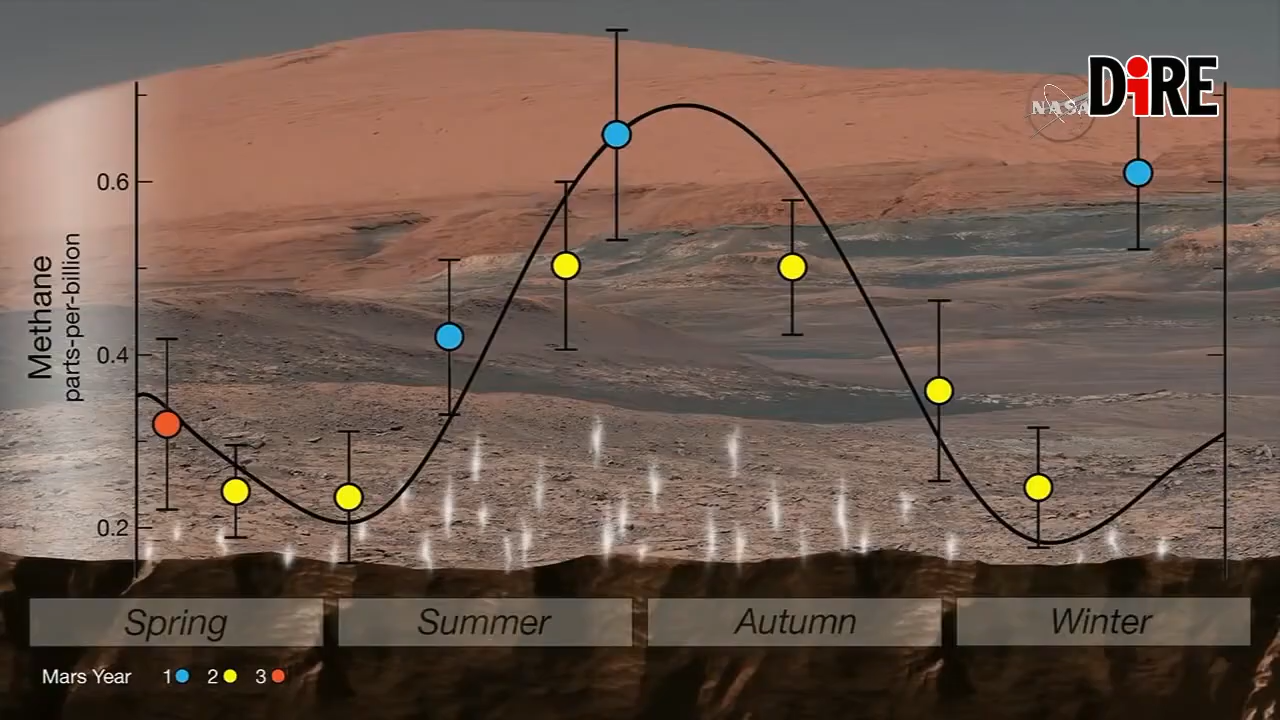 DiRE
NASA
0.6
Methane
parts-per-billion
0.4
0.2
Spring Summer Autumn Winter
Mars Year 1 2 3